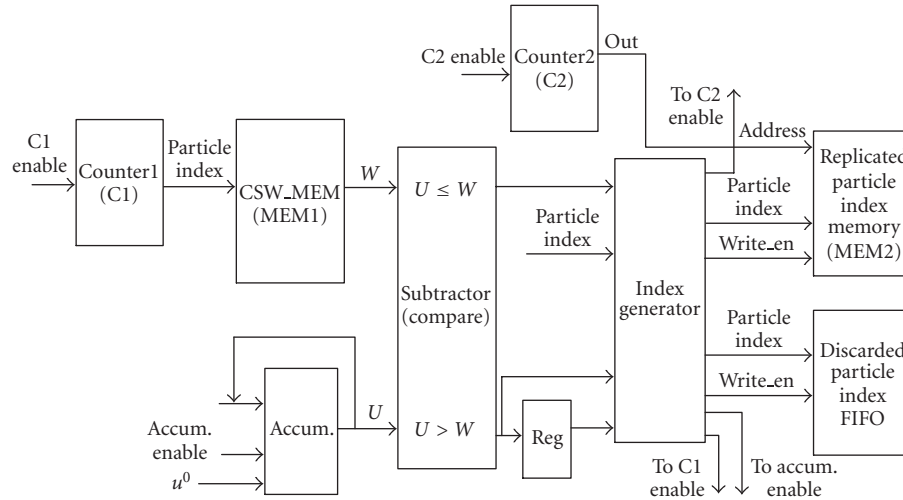 C2 enable
Counter2
(C2)
Out
To C2
enable
Address
C1
enable
Counter1
(C1)
Particle
index
CSW_MEM
(MEM1)
W
U ≤ W
Particle
index
Replicated
particle
index
memory
(MEM2)
Particle
index
Write_en
Subtractor
(compare)
Index
generator
Particle
index
Write_en
Discarded
particle
index
FIFO
Accum.
enable
u⁰
Accum.
U
U > W
Reg
To C1
enable
To accum.
enable